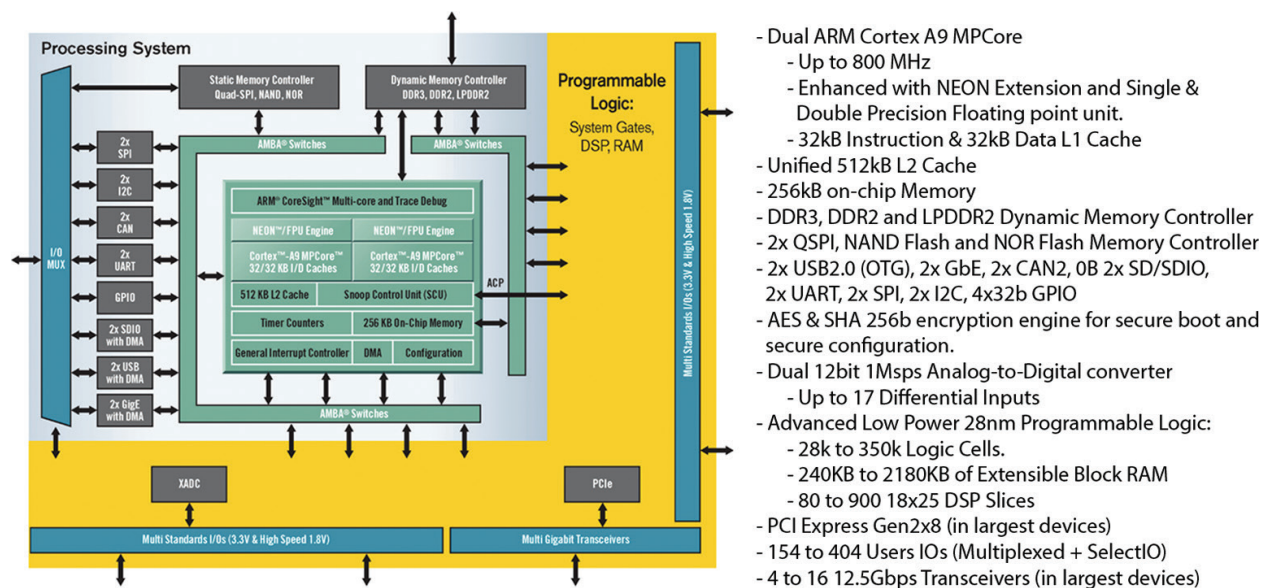 Processing System
Static Memory Controller
Quad-SPI, NAND, NOR
Dynamic Memory Controller
DDR3, DDR2, LPDDR2
Programmable
Logic:
System Gates,
DSP, RAM
AMBA® Switches
AMBA® Switches
2x
SPI
2x
I2C
2x
CAN
2x
UART
GPIO
2x SDIO
with DMA
2x USB
with DMA
2x GigE
with DMA
I/O
MUX
ARM® CoreSight™ Multi-core and Trace Debug
NEON™/FPU Engine
NEON™/FPU Engine
Cortex™-A9 MPCore™
32/32 KB I/D Caches
Cortex™-A9 MPCore™
32/32 KB I/D Caches
512 KB L2 Cache
Snoop Control Unit (SCU)
ACP
Timer Counters
256 KB On-Chip Memory
General Interrupt Controller
DMA
Configuration
AMBA® Switches
Multi Standards I/Os (3.3V & High Speed 1.8V)
XADC
PCIe
Multi Standards I/Os (3.3V & High Speed 1.8V)
Multi Gigabit Transceivers
- Dual ARM Cortex A9 MPCore
- Up to 800 MHz
- Enhanced with NEON Extension and Single &
Double Precision Floating point unit.
- 32kB Instruction & 32kB Data L1 Cache
- Unified 512kB L2 Cache
- 256kB on-chip Memory
- DDR3, DDR2 and LPDDR2 Dynamic Memory Controller
- 2x QSPI, NAND Flash and NOR Flash Memory Controller
- 2x USB2.0 (OTG), 2x GbE, 2x CAN2, 0B 2x SD/SDIO,
2x UART, 2x SPI, 2x I2C, 4x32b GPIO
- AES & SHA 256b encryption engine for secure boot and
secure configuration.
- Dual 12bit 1Msps Analog-to-Digital converter
- Up to 17 Differential Inputs
- Advanced Low Power 28nm Programmable Logic:
- 28k to 350k Logic Cells.
- 240KB to 2180KB of Extensible Block RAM
- 80 to 900 18x25 DSP Slices
- PCI Express Gen2x8 (in largest devices)
- 154 to 404 Users IOs (Multiplexed + SelectIO)
- 4 to 16 12.5Gbps Transceivers (in largest devices)